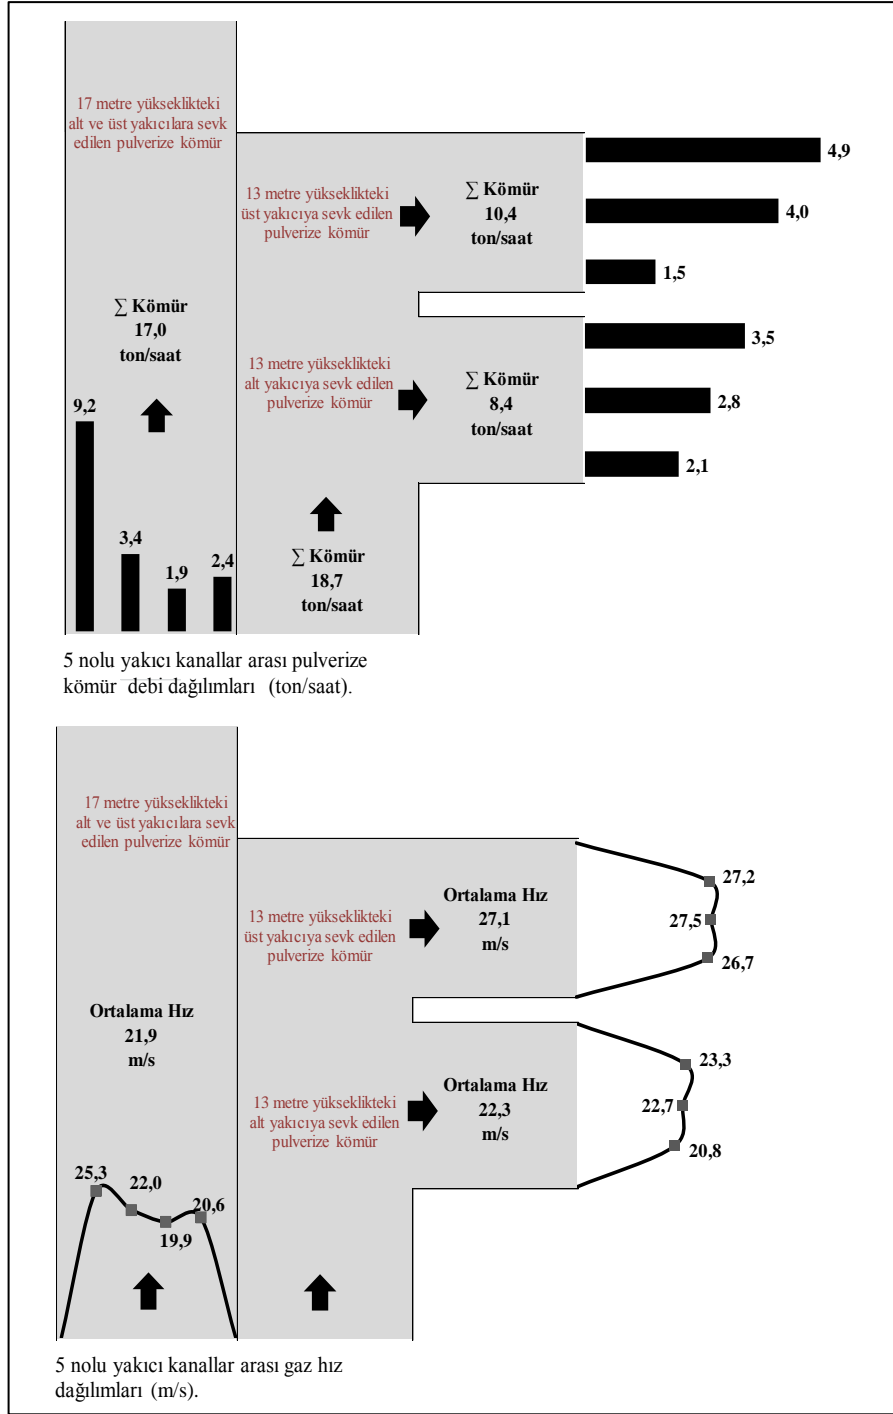 17 metre yükseklikteki
alt ve üst yakıcılara sevk
edilen pulverize kömür
13 metre yükseklikteki
üst yakıcıya sevk edilen
pulverize kömür
∑ Kömür
10,4
ton/saat
4,9
4,0
1,5
∑ Kömür
17,0
ton/saat
13 metre yükseklikteki
alt yakıcıya sevk edilen
pulverize kömür
∑ Kömür
8,4
ton/saat
3,5
2,8
2,1
9,2
3,4
1,9
2,4
∑ Kömür
18,7
ton/saat
5 nolu yakıcı kanallar arası pulverize
kömür debi dağılımları (ton/saat).
17 metre yükseklikteki
alt ve üst yakıcılara sevk
edilen pulverize kömür
13 metre yükseklikteki
üst yakıcıya sevk edilen
pulverize kömür
Ortalama Hız
27,1
m/s
27,2
27,5
26,7
Ortalama Hız
21,9
m/s
13 metre yükseklikteki
alt yakıcıya sevk edilen
pulverize kömür
Ortalama Hız
22,3
m/s
23,3
22,7
20,8
25,3
22,0
19,9
20,6
5 nolu yakıcı kanallar arası gaz hız
dağılımları (m/s).